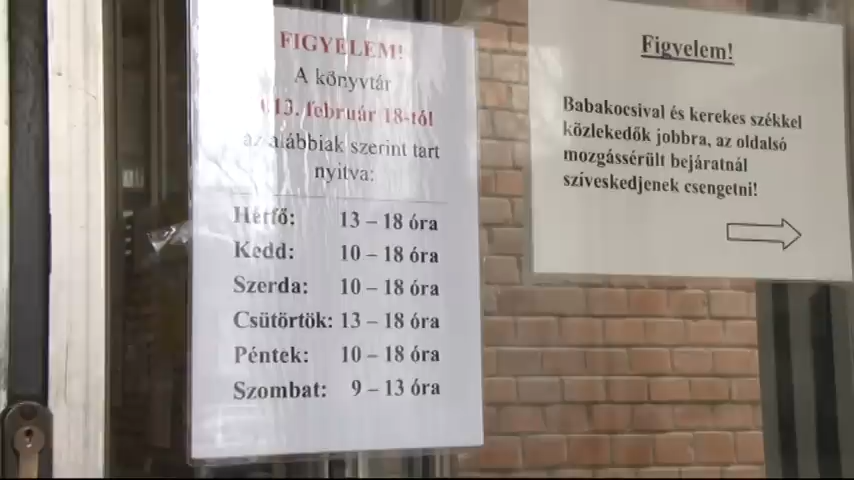 FIGYELEM!
A könyvtár
13. február 18-tól
az alábbiak szerint tart
nyitva:
Hétfő: 13 – 18 óra
Kedd: 10 – 18 óra
Szerda: 10 – 18 óra
Csütörtök: 13 – 18 óra
Péntek: 10 – 18 óra
Szombat: 9 – 13 óra
Figyelem!
Babakocsival és kerekes székkel
közlekedők jobbra, az oldalsó
mozgássérült bejáratnál
szíveskedjenek csengetni!